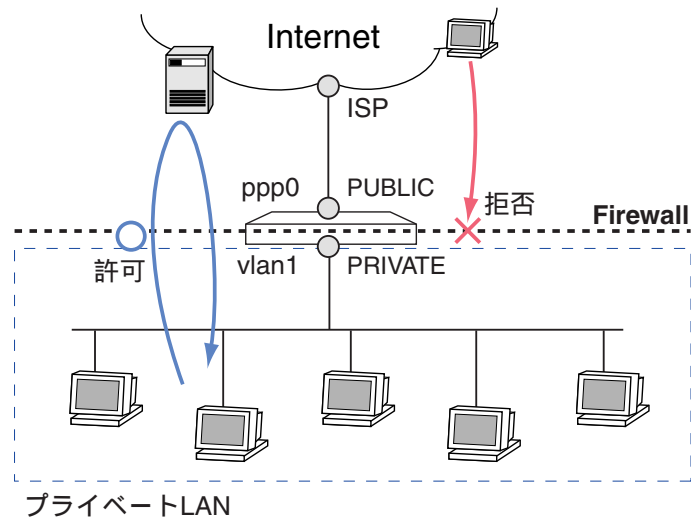 Internet
ISP
ppp0 PUBLIC
拒否
Firewall
許可
vlan1 PRIVATE
プライベートLAN